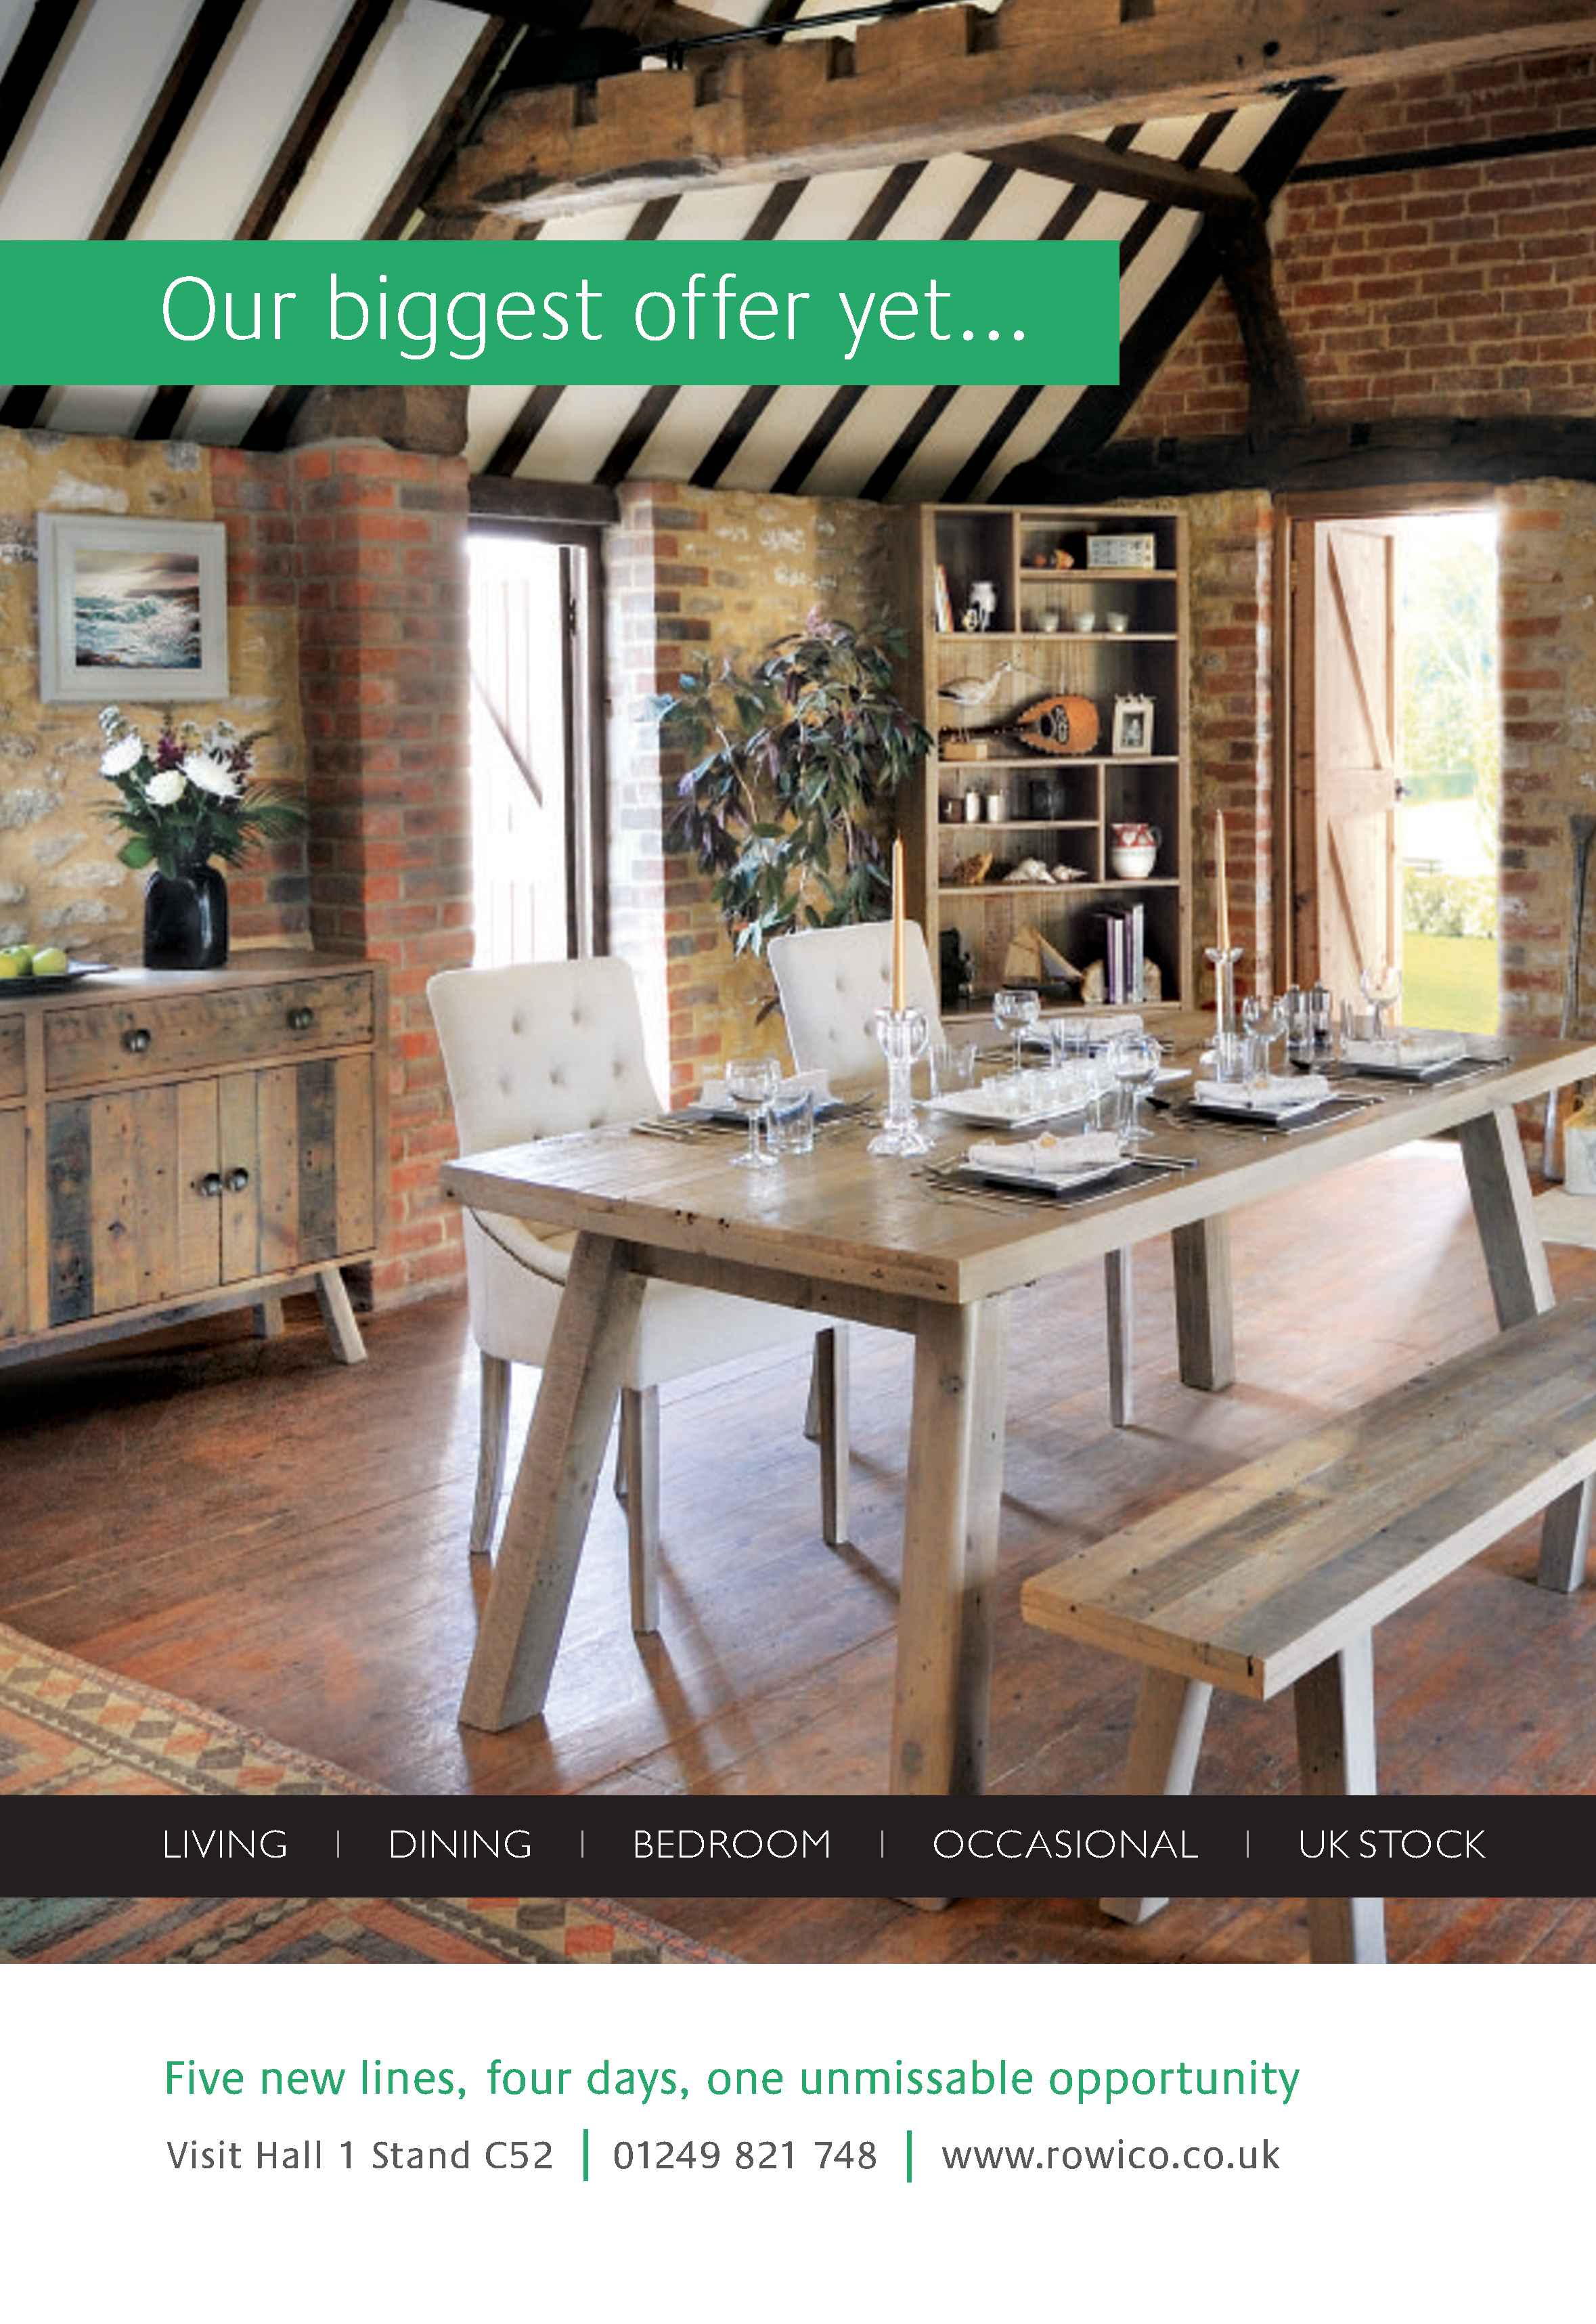 Our biggest offer yet...
LIVING | DINING | BEDROOM | OCCASIONAL | UK STOCK
Five new lines, four days, one unmissable opportunity
Visit Hall 1 Stand C52 | 01249 821 748 | www.rowico.co.uk